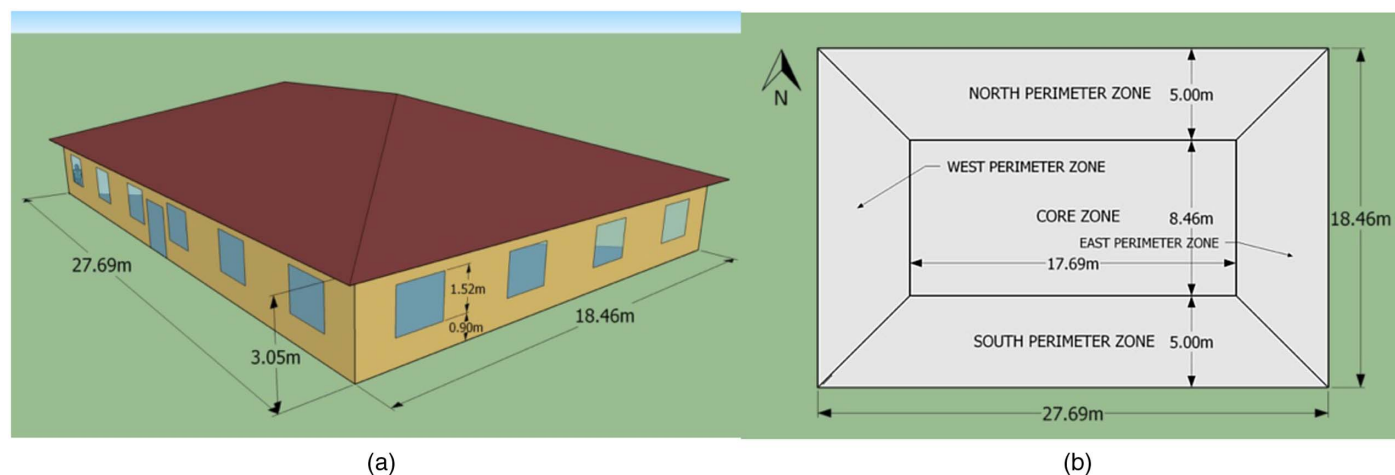 27.69m
3.05m
1.52m
0.90m
18.46m
(a)
N
NORTH PERIMETER ZONE 5.00m
WEST PERIMETER ZONE
CORE ZONE 8.46m
EAST PERIMETER ZONE
17.69m
SOUTH PERIMETER ZONE 5.00m
18.46m
27.69m
(b)